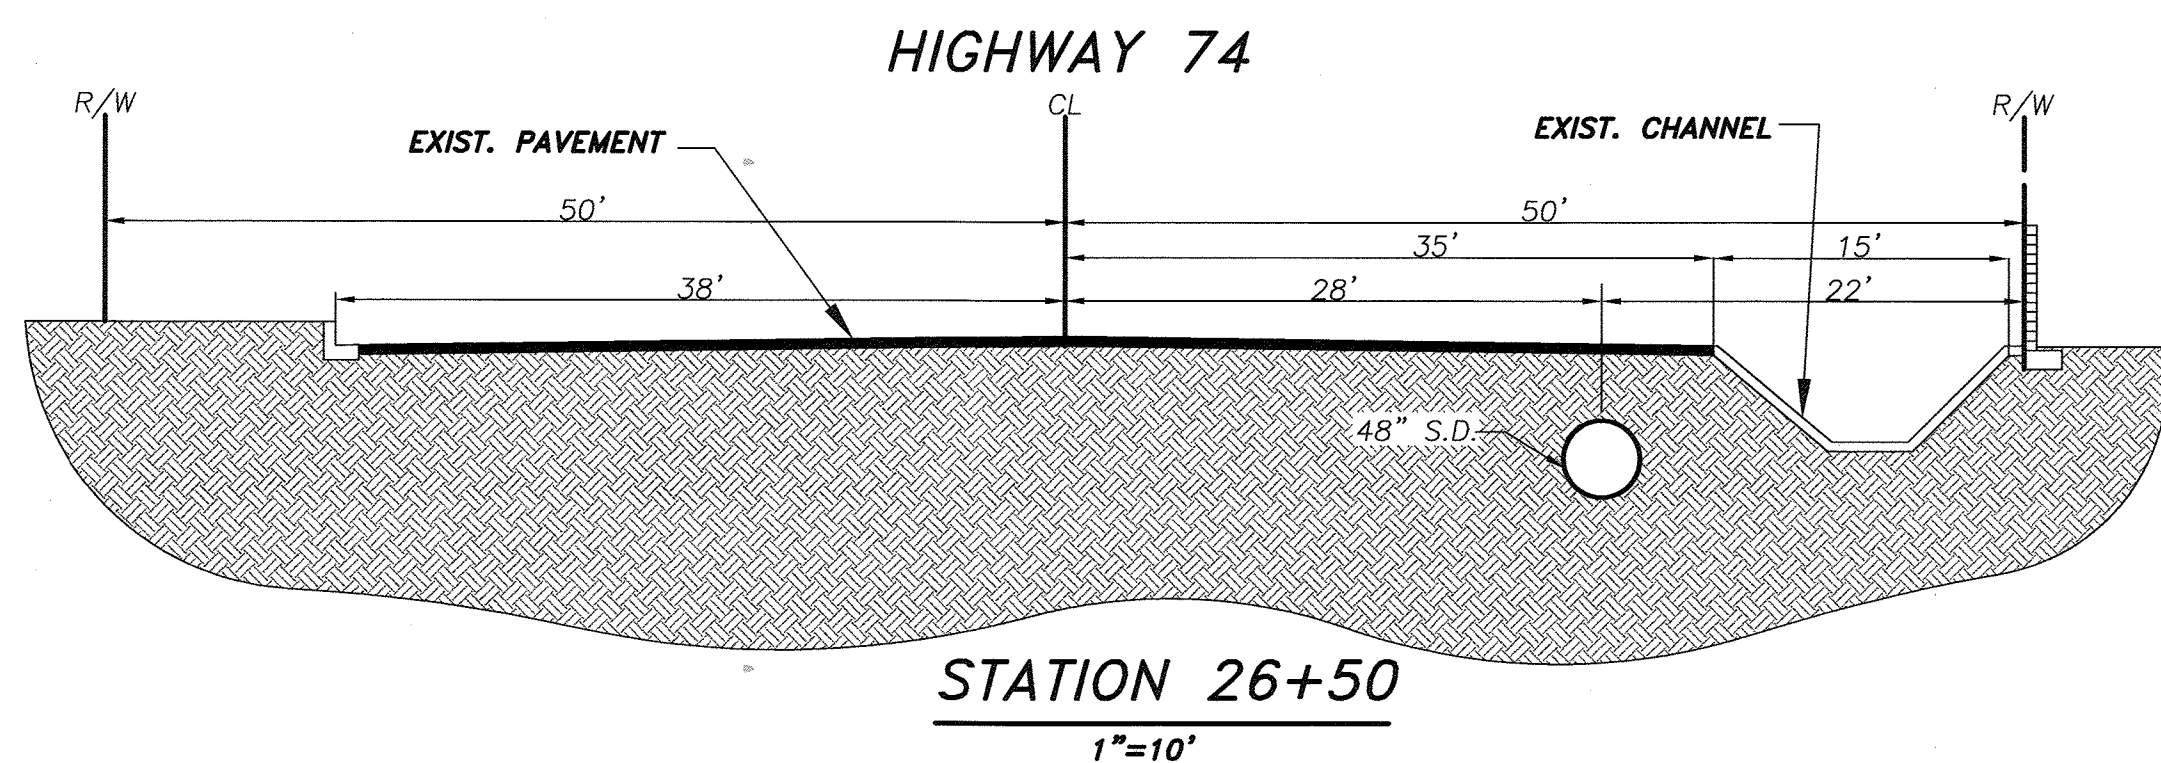 HIGHWAY 74
R/W
CL
R/W
EXIST. PAVEMENT
EXIST. CHANNEL
50'
50'
35'
15'
38'
28'
22'
48" S.D.
STATION 26+50
1"=10'